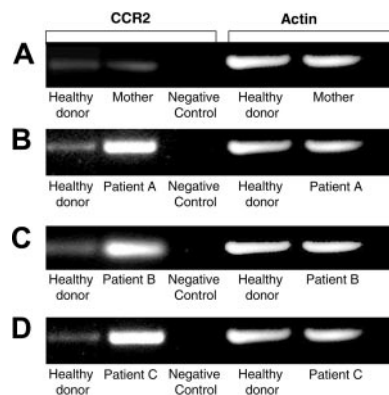 CCR2 Actin
A
Healthy donor Mother Negative Control Healthy donor Mother
B
Healthy donor Patient A Negative Control Healthy donor Patient A
C
Healthy donor Patient B Negative Control Healthy donor Patient B
D
Healthy donor Patient C Negative Control Healthy donor Patient C